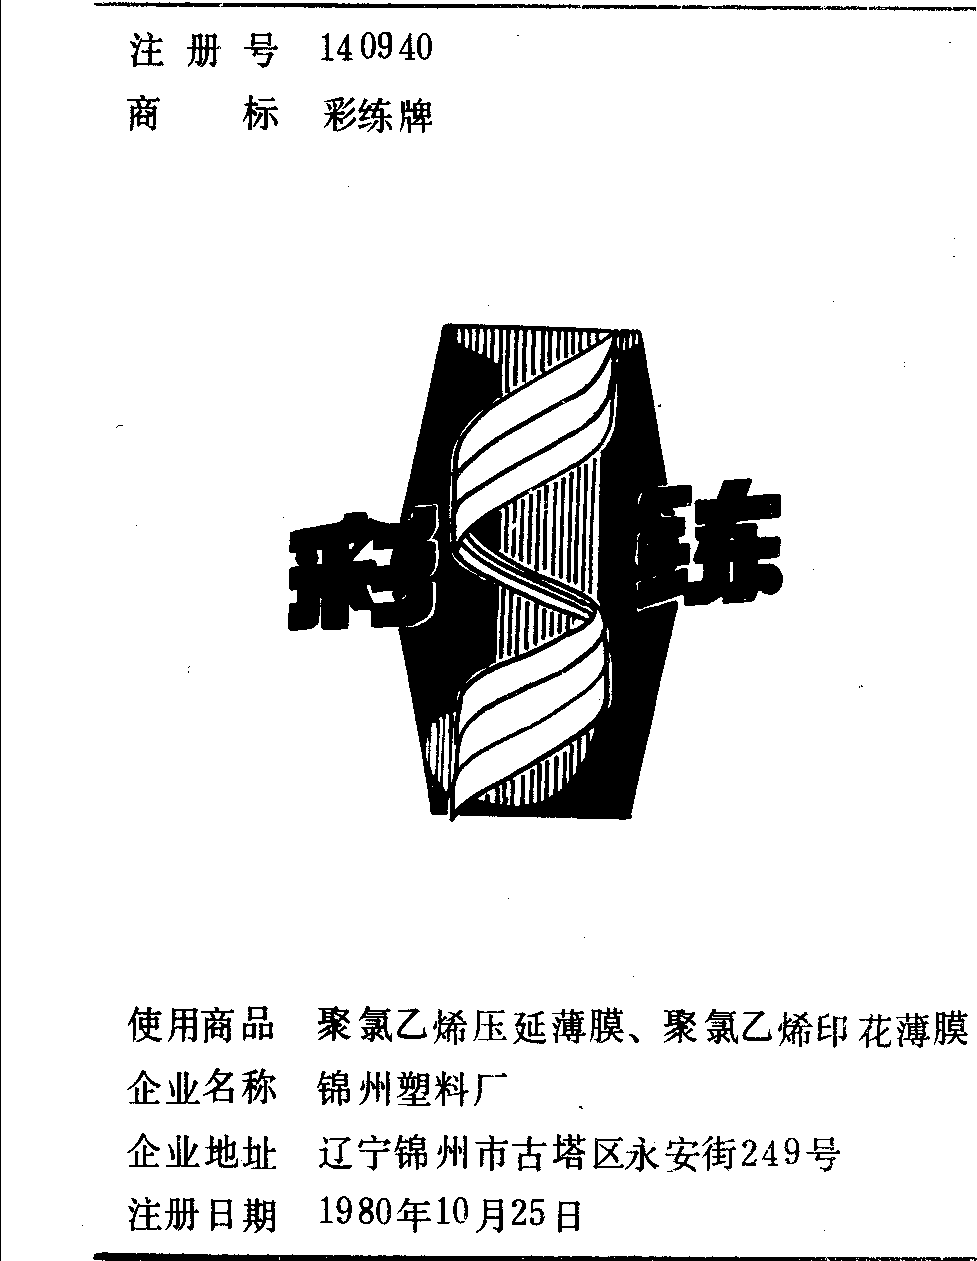 注册号 140940
商标 彩练牌
彩练
使用商品 聚氯乙烯压延薄膜、聚氯乙烯印花薄膜
企业名称 锦州塑料厂
企业地址 辽宁锦州市古塔区永安街249号
注册日期 1980年10月25日